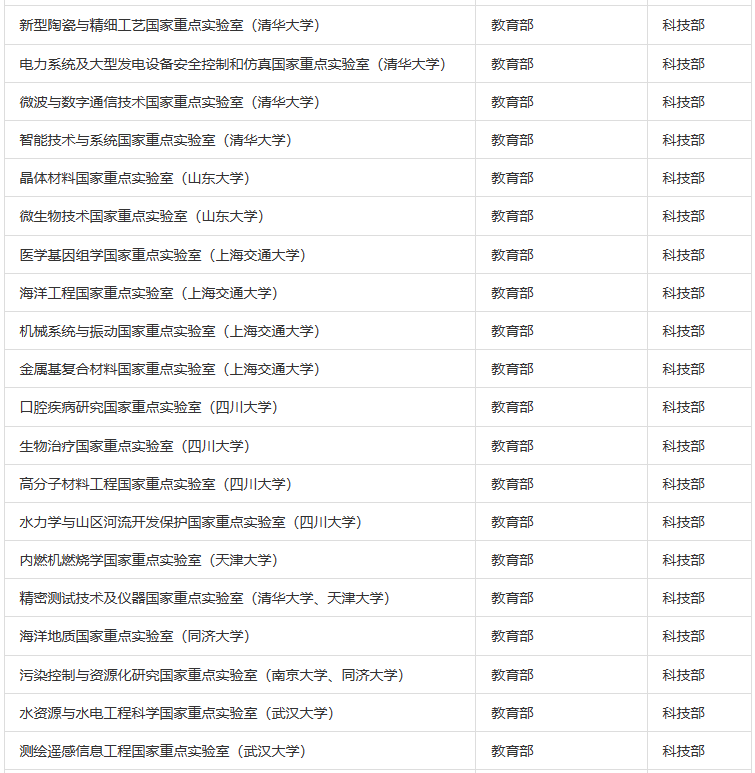 新型陶瓷与精细工艺国家重点实验室（清华大学） 教育部 科技部
电力系统及大型发电设备安全控制和仿真国家重点实验室（清华大学） 教育部 科技部
微波与数字通信技术国家重点实验室（清华大学） 教育部 科技部
智能技术与系统国家重点实验室（清华大学） 教育部 科技部
晶体材料国家重点实验室（山东大学） 教育部 科技部
微生物技术国家重点实验室（山东大学） 教育部 科技部
医学基因组学国家重点实验室（上海交通大学） 教育部 科技部
海洋工程国家重点实验室（上海交通大学） 教育部 科技部
机械系统与振动国家重点实验室（上海交通大学） 教育部 科技部
金属基复合材料国家重点实验室（上海交通大学） 教育部 科技部
口腔疾病研究国家重点实验室（四川大学） 教育部 科技部
生物治疗国家重点实验室（四川大学） 教育部 科技部
高分子材料工程国家重点实验室（四川大学） 教育部 科技部
水力学与山区河流开发保护国家重点实验室（四川大学） 教育部 科技部
内燃机燃烧学国家重点实验室（天津大学） 教育部 科技部
精密测试技术及仪器国家重点实验室（清华大学、天津大学） 教育部 科技部
海洋地质国家重点实验室（同济大学） 教育部 科技部
污染控制与资源化研究国家重点实验室（南京大学、同济大学） 教育部 科技部
水资源与水电工程科学国家重点实验室（武汉大学） 教育部 科技部
测绘遥感信息工程国家重点实验室（武汉大学） 教育部 科技部